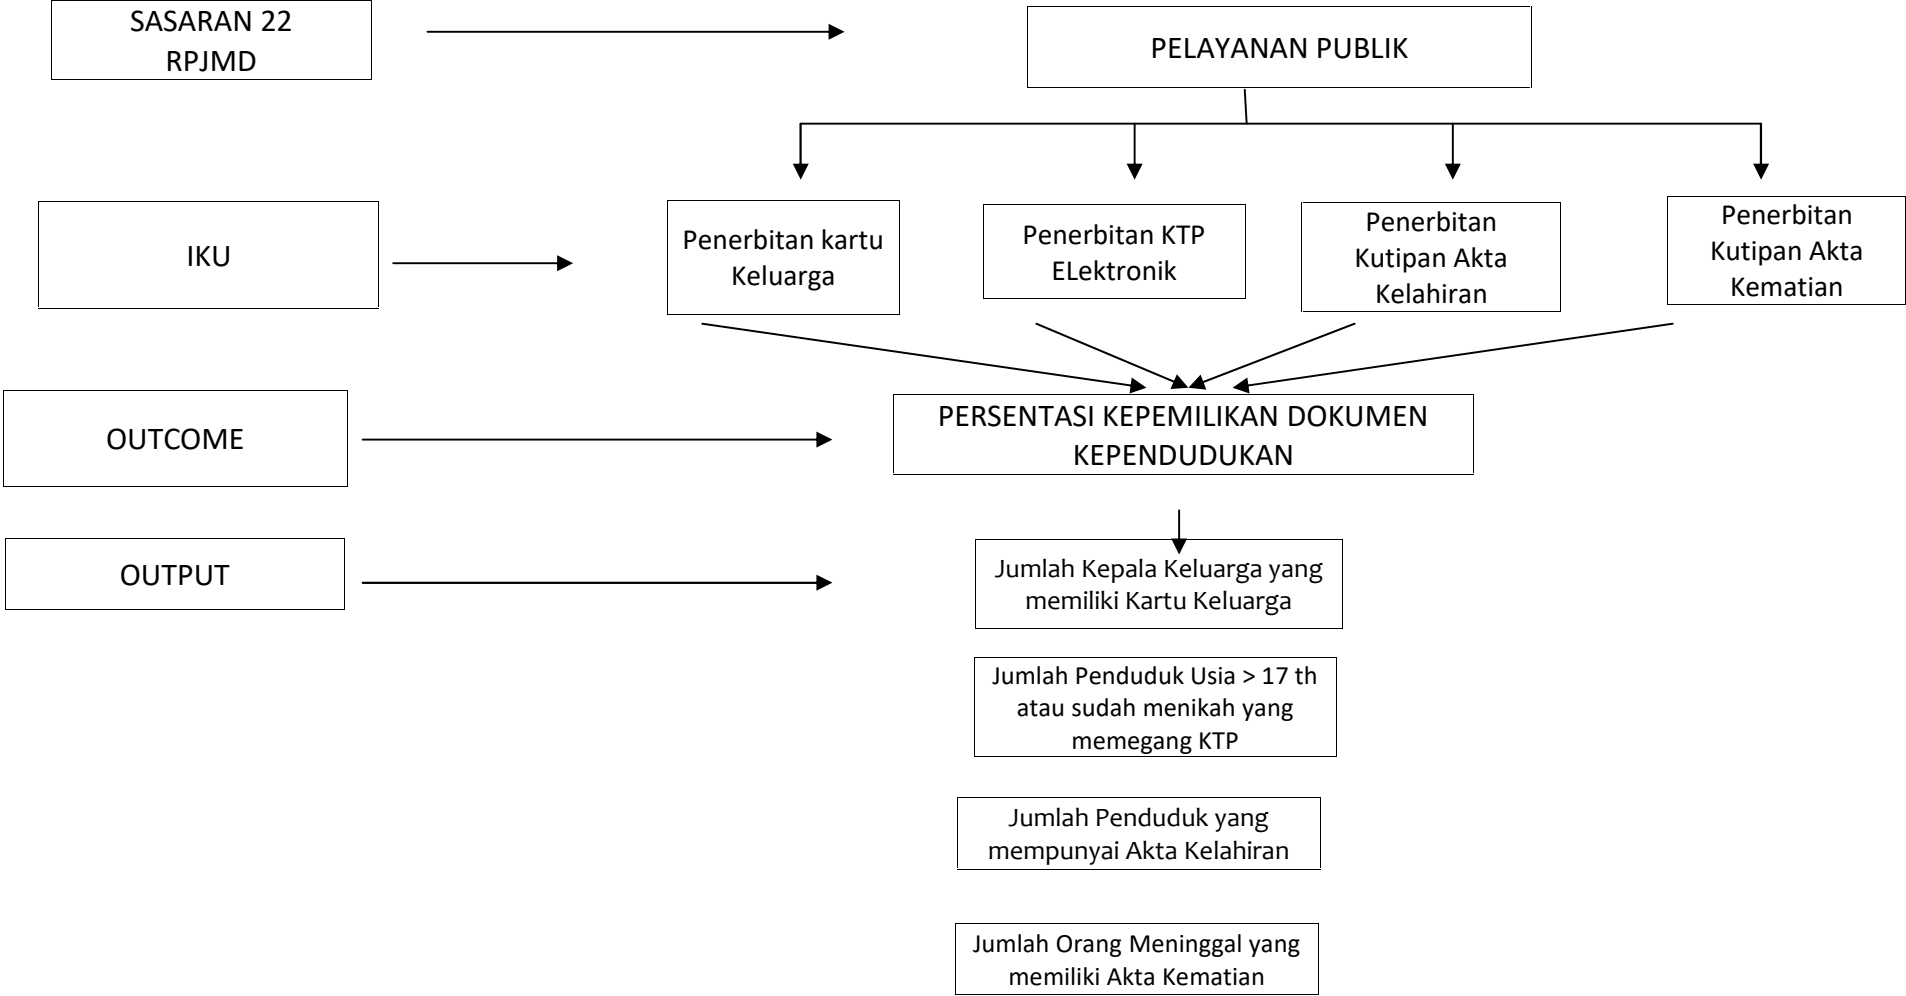 SASARAN 22
RPJMD
PELAYANAN PUBLIK
IKU
Penerbitan kartu
Keluarga
Penerbitan KTP
ELektronik
Penerbitan
Kutipan Akta
Kelahiran
Penerbitan
Kutipan Akta
Kematian
OUTCOME
PERSENTASI KEPEMILIKAN DOKUMEN
KEPENDUDUKAN
OUTPUT
Jumlah Kepala Keluarga yang
memiliki Kartu Keluarga
Jumlah Penduduk Usia > 17 th
atau sudah menikah yang
memegang KTP
Jumlah Penduduk yang
mempunyai Akta Kelahiran
Jumlah Orang Meninggal yang
memiliki Akta Kematian